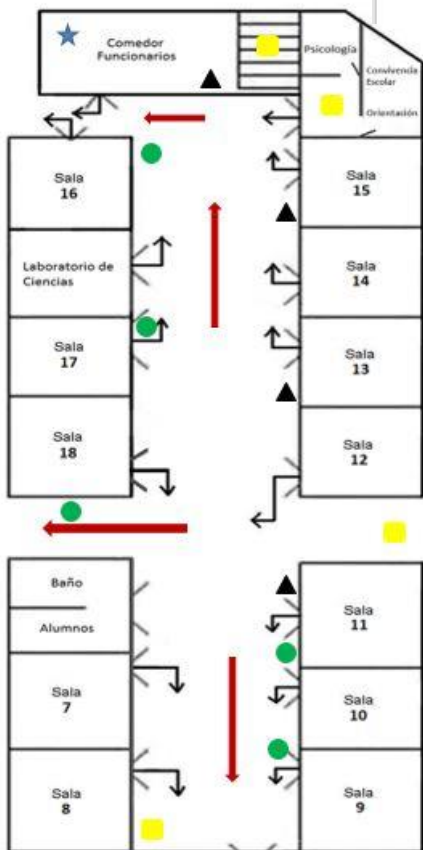 Comedor
Funcionarios
Psicología
Convivencia
Escolar
Orientación
Sala
16
Sala
15
Laboratorio de
Ciencias
Sala
14
Sala
17
Sala
13
Sala
18
Sala
12
Baño
Alumnos
Sala
11
Sala
7
Sala
10
Sala
8
Sala
9